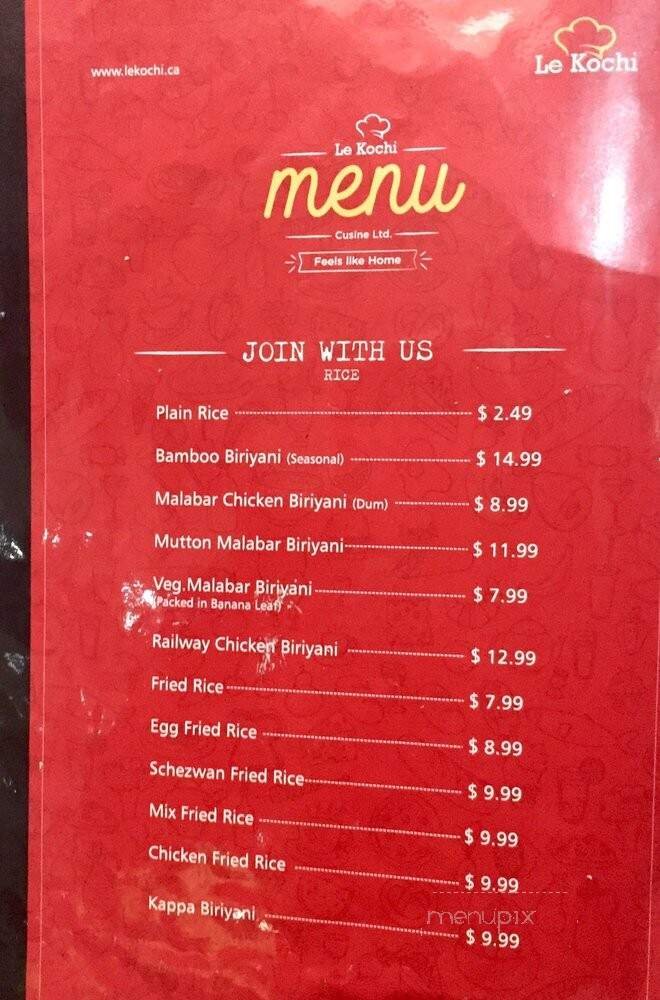 www.lekochi.ca
Le Kochi
Le Kochi
menu
Cusine Ltd.
Feels like Home
JOIN WITH US
RICE
Plain Rice $ 2.49
Bamboo Biriyani (Seasonal) $ 14.99
Malabar Chicken Biriyani (Dum) $ 8.99
Mutton Malabar Biriyani $ 11.99
Veg.Malabar Biriyani $ 7.99
(Packed in Banana Leaf)
Railway Chicken Biriyani $ 12.99
Fried Rice $ 7.99
Egg Fried Rice $ 8.99
Schezwan Fried Rice $ 9.99
Mix Fried Rice $ 9.99
Chicken Fried Rice $ 9.99
menupix
Kappa Biriyani $ 9.99